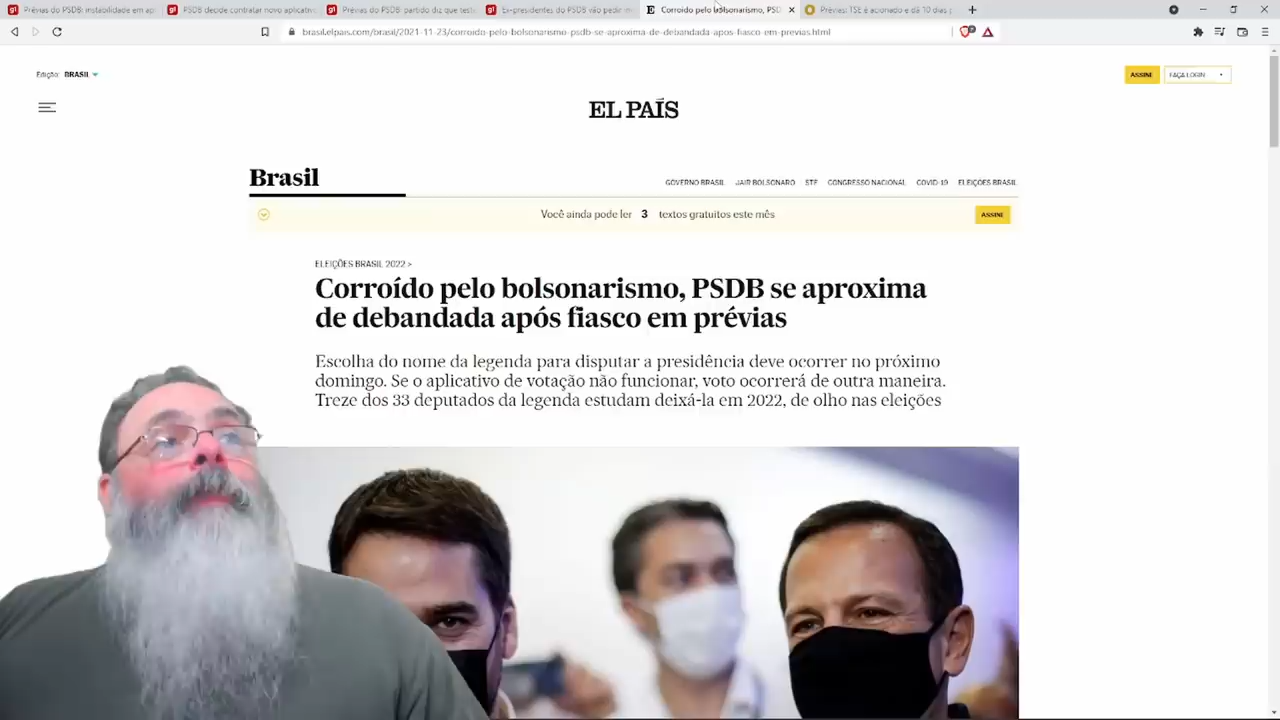 Prévias do PSDB: instabilidade em ap
PSDB decide contratar novo aplicativo
Prévias do PSDB: partido diz que teste
Ex-presidentes do PSDB vão pedir
Corroído pelo bolsonarismo, PSD
Prévias: TSE é acionado e dá 10 dias p
brasil.elpais.com/brasil/2021-11-23/corroido-pelo-bolsonarismo-psdb-se-aproxima-de-debandada-apos-fiasco-em-previas.html
Edição: BRASIL
ASSINE
FAÇA LOGIN
EL PAÍS
Brasil
GOVERNO BRASIL JAIR BOLSONARO STF CONGRESSO NACIONAL COVID-19 ELEIÇÕES BRASIL
Você ainda pode ler 3 textos gratuitos este mês
ASSINE
ELEIÇÕES BRASIL 2022 >
Corroído pelo bolsonarismo, PSDB se aproxima
de debandada após fiasco em prévias
Escolha do nome da legenda para disputar a presidência deve ocorrer no próximo
domingo. Se o aplicativo de votação não funcionar, voto ocorrerá de outra maneira.
Treze dos 33 deputados da legenda estudam deixá-la em 2022, de olho nas eleições